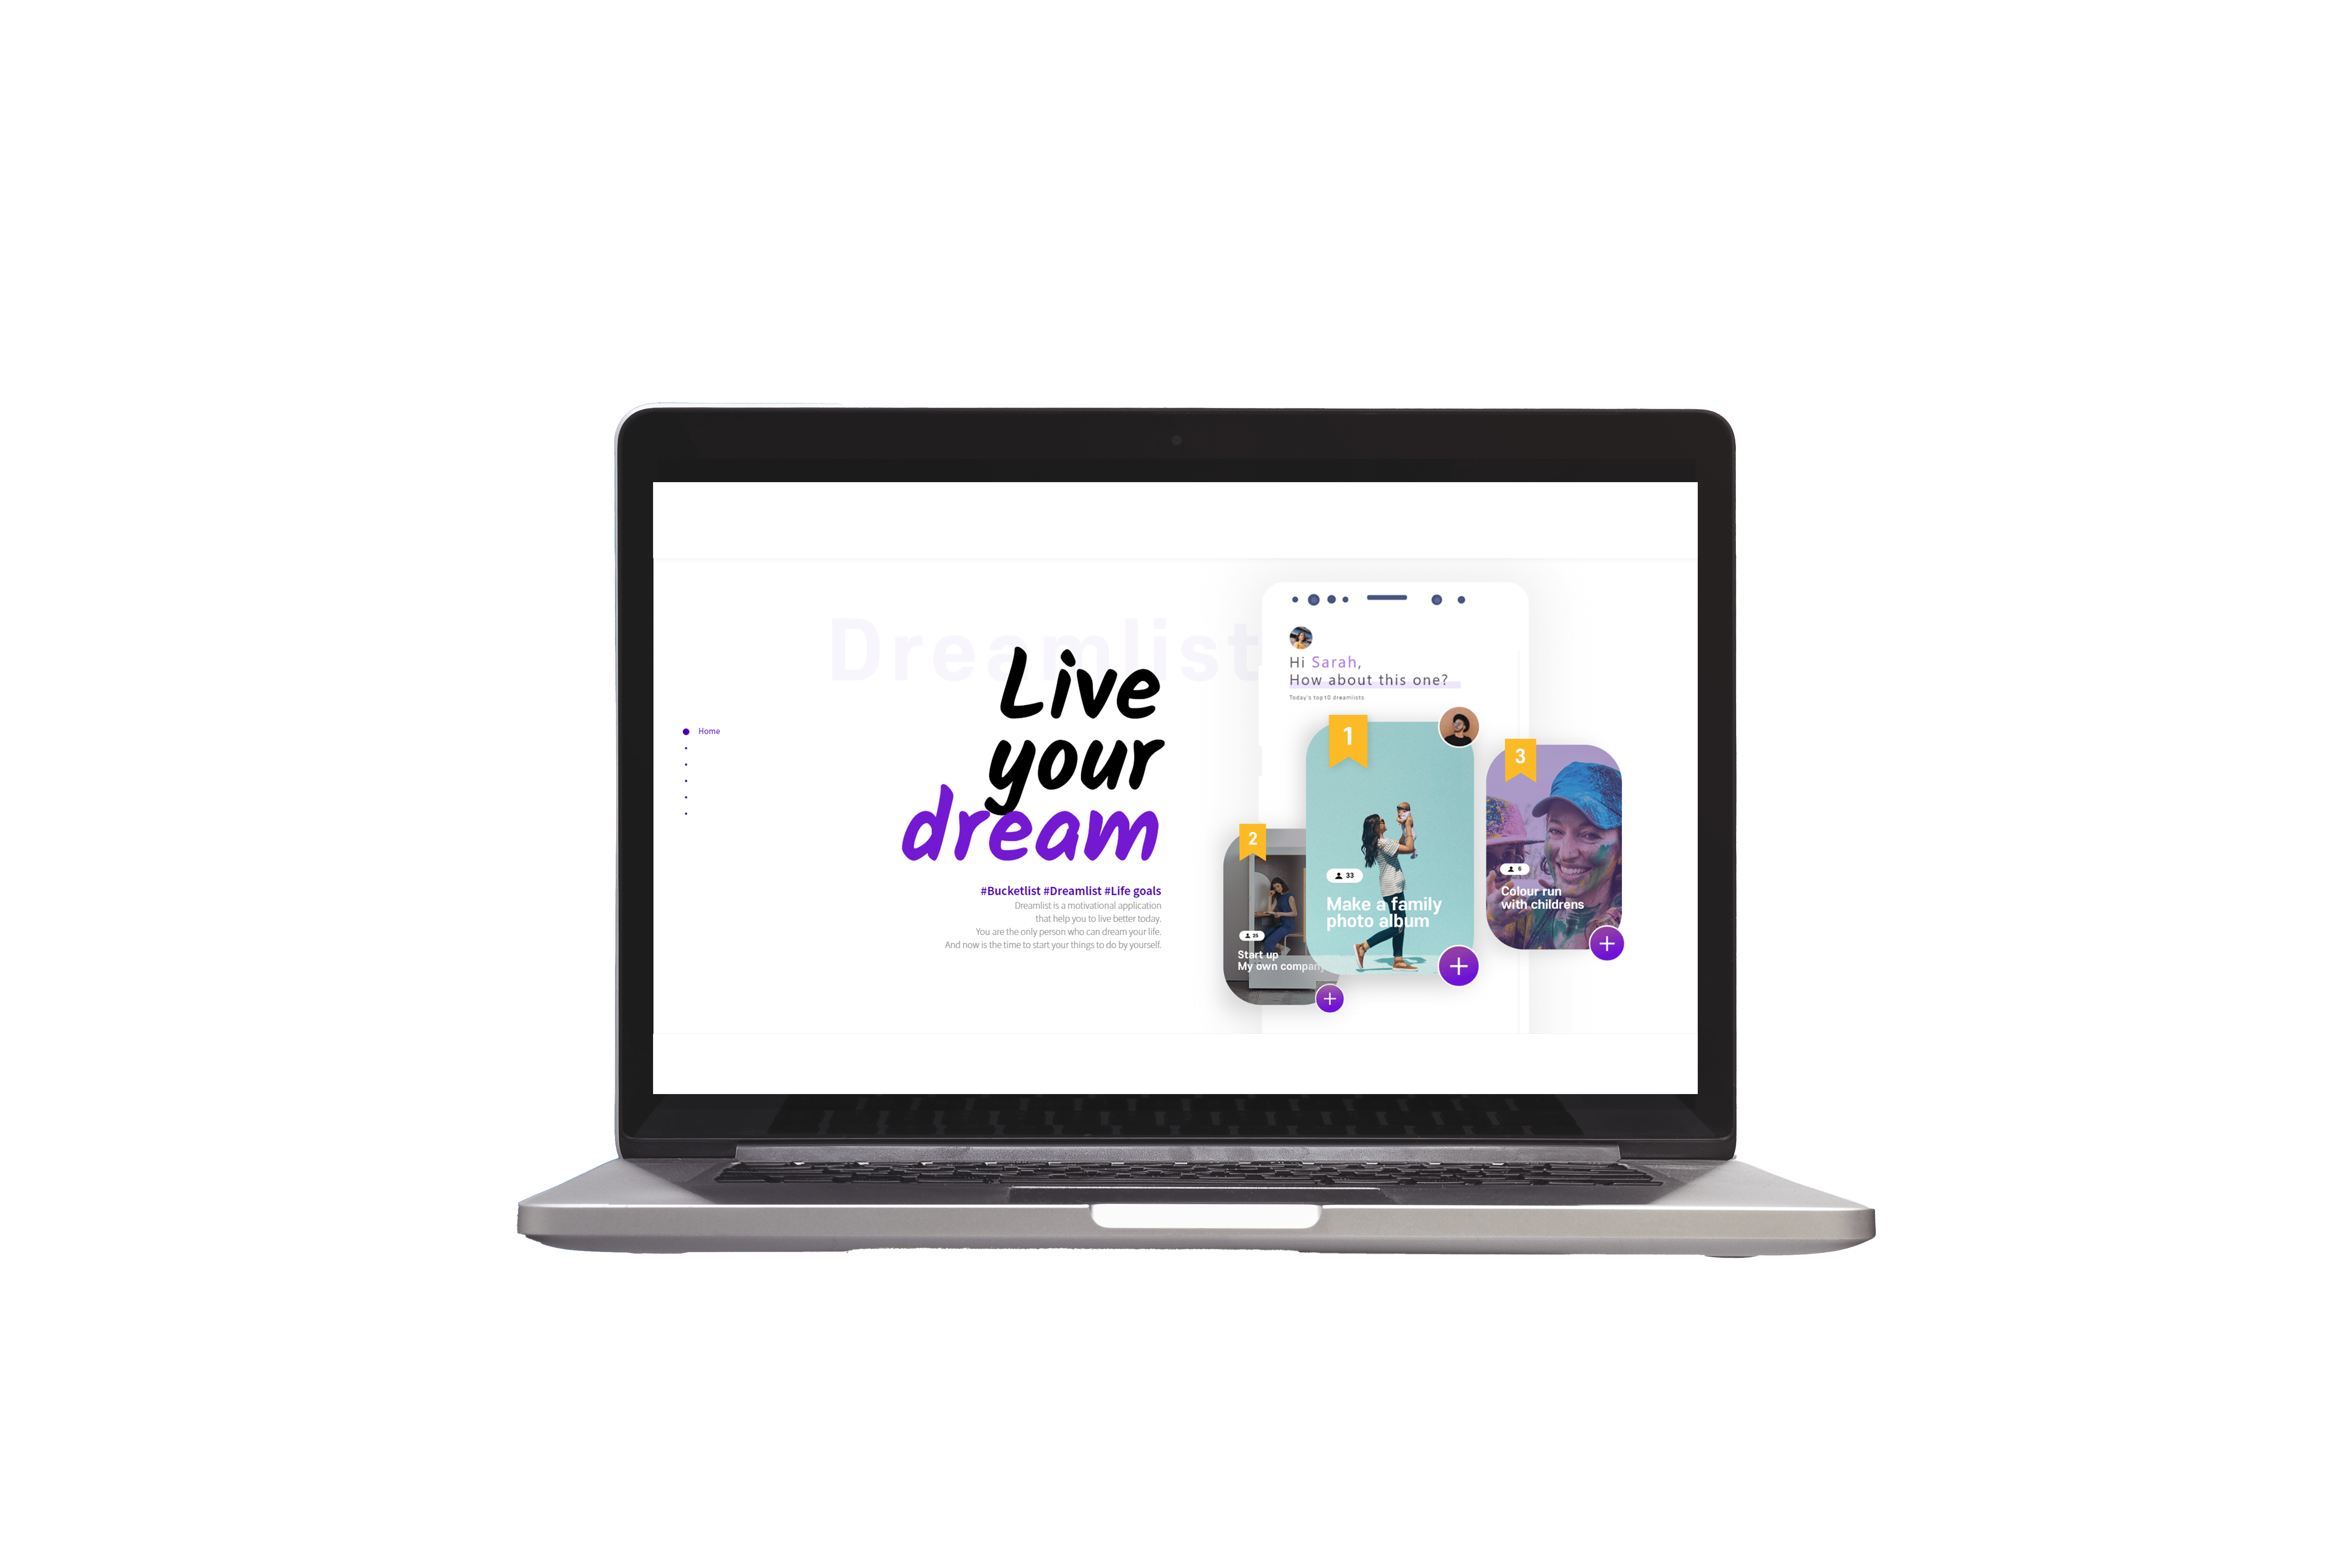 Dreamlist
Live
your
dream
#Bucketlist #Dreamlist #Life goals
Dreamlist is a motivational application
that help you to live better today.
You are the only person who can dream your life.
And now is the time to start your things to do by yourself.
Home
Hi Sarah,
How about this one?
Today's top10 dreamlists
1
33
Make a family
photo album
2
25
Start up
My own company
3
6
Colour run
with childrens